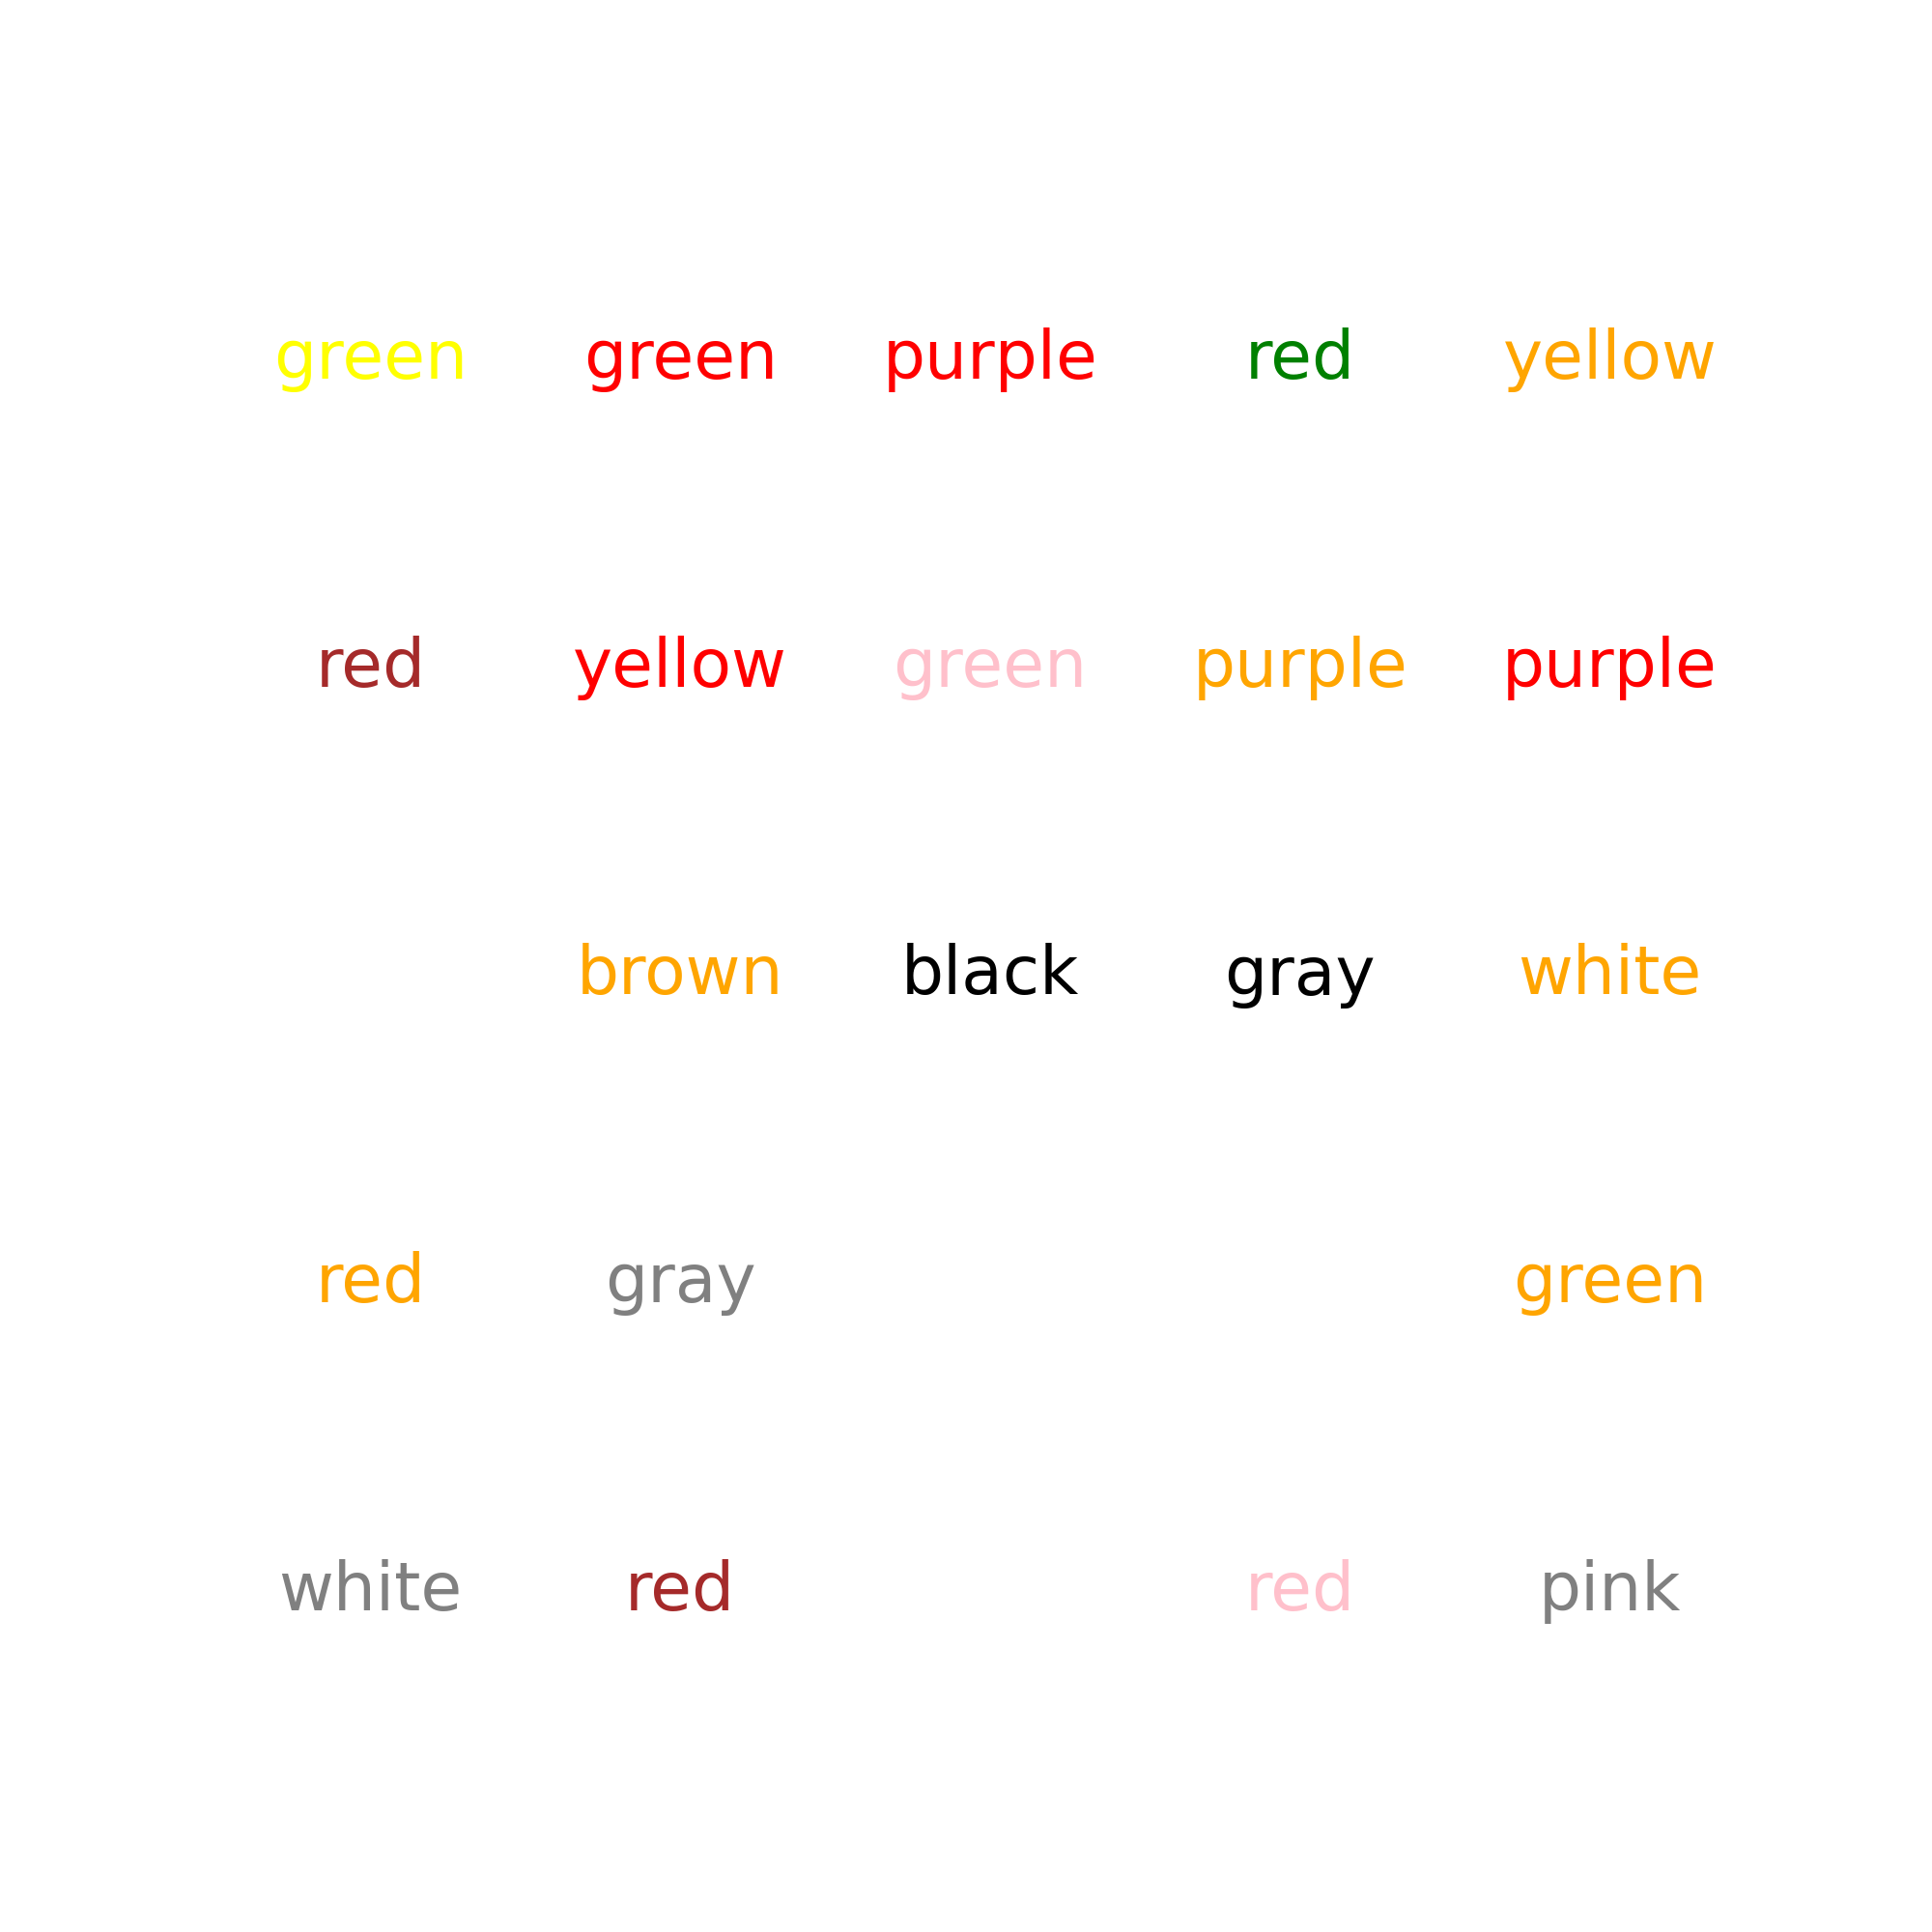 green green purple red yellow
red yellow green purple purple
brown black gray white
red gray green
white red red pink